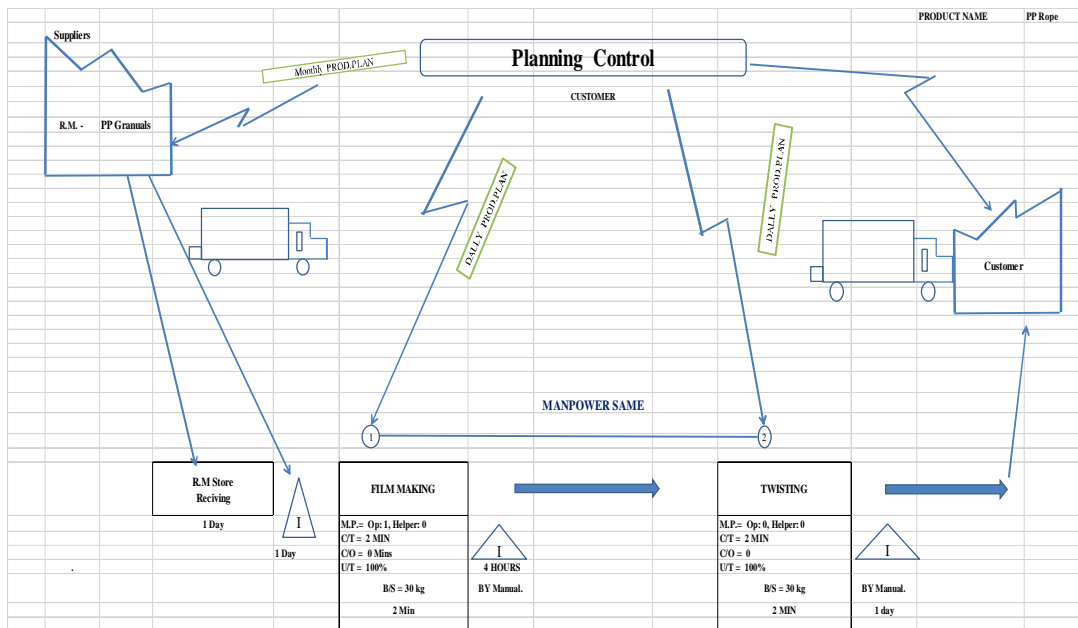 PRODUCT NAME PP Rope
Suppliers
Monthly PROD.PLAN
Planning Control
CUSTOMER
R.M. - PP Granuals
DALLY PROD.PLAN
DALLY PROD.PLAN
Customer
MANPOWER SAME
1
2
R.M Store
Reciving
1 Day
I
1 Day
FILM MAKING
M.P.= Op: 1, Helper: 0
C/T = 2 MIN
C/O = 0 Mins
U/T = 100%
B/S = 30 kg
2 Min
I
4 HOURS
BY Manual.
TWISTING
M.P.= Op: 0, Helper: 0
C/T = 2 MIN
C/O = 0
U/T = 100%
B/S = 30 kg
2 MIN
I
BY Manual.
1 day
.